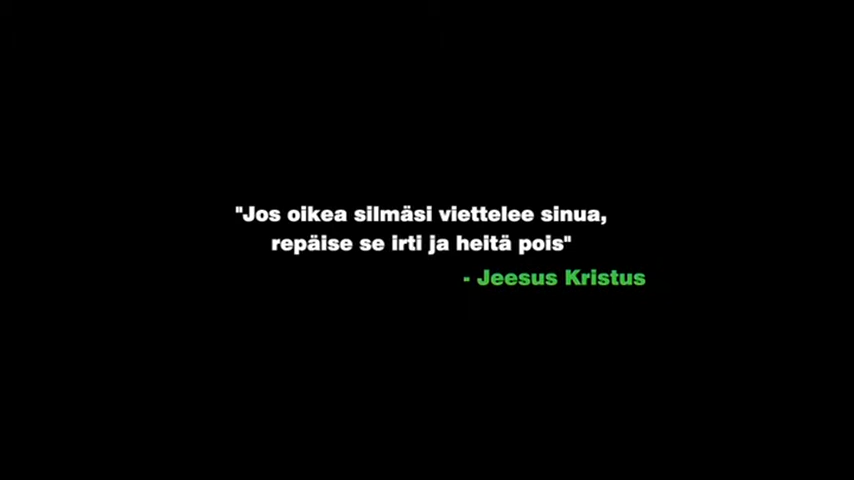 "Jos oikea silmäsi viettelee sinua,
repäise se irti ja heitä pois"
- Jeesus Kristus